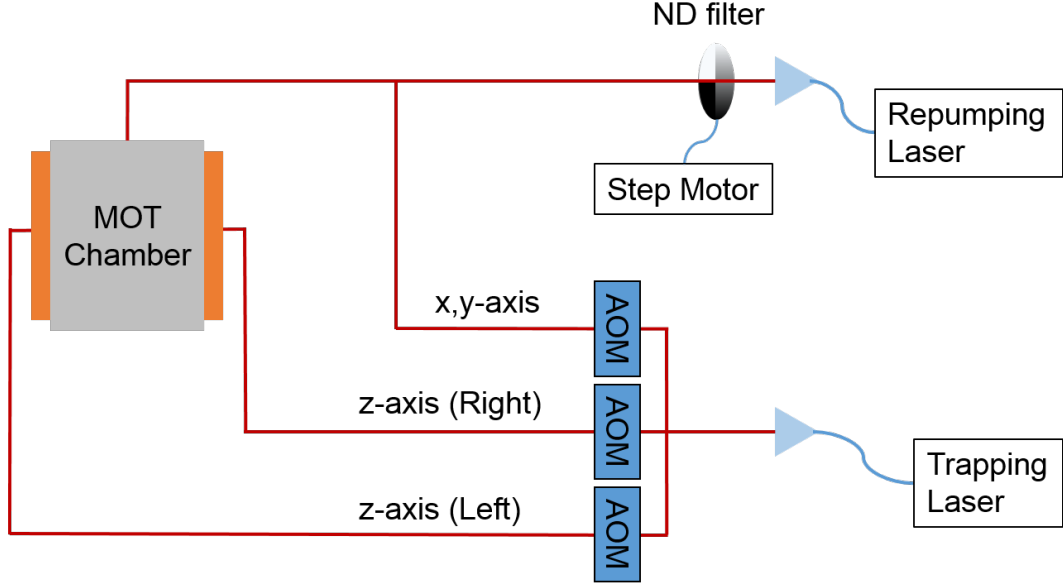 ND filter
Repumping
Laser
Step Motor
MOT
Chamber
x,y-axis
AOM
z-axis (Right)
AOM
z-axis (Left)
AOM
Trapping
Laser